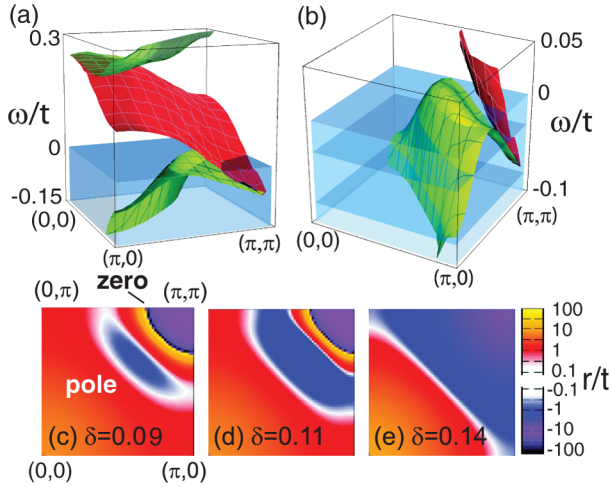 (a)
(b)
0.3
0
-0.15
ω/t
(0,0)
(π,0)
(π,π)
0.05
0
-0.1
ω/t
(0,0)
(π,0)
(π,π)
zero
(0,π)
(π,π)
pole
(c) δ=0.09
(d) δ=0.11
(e) δ=0.14
(0,0)
(π,0)
100
10
1
0.1
-0.1
-1
-10
-100
r/t